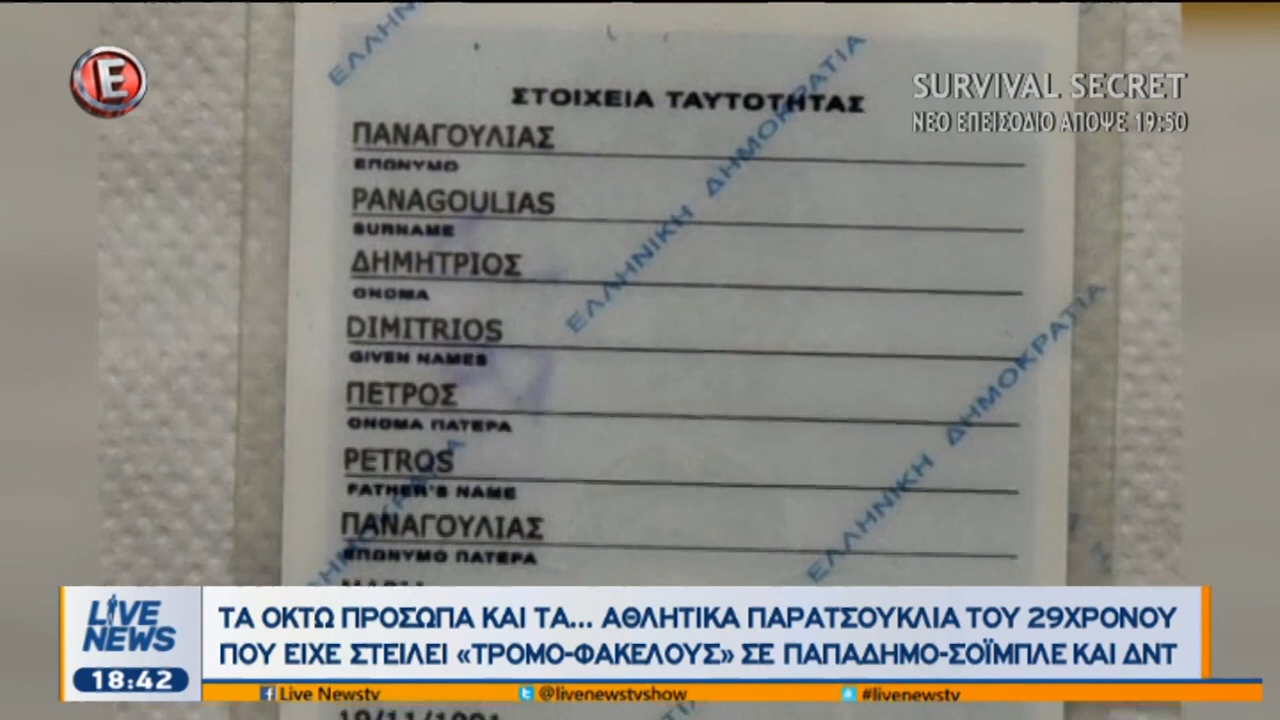 E
SURVIVAL SECRET
ΝΕΟ ΕΠΕΙΣΟΔΙΟ ΑΠΟΨΕ 19:50
ΕΛΛΗΝΙΚΗ ΔΗΜΟΚΡΑΤΙΑ
ΣΤΟΙΧΕΙΑ ΤΑΥΤΟΤΗΤΑΣ
ΠΑΝΑΓΟΥΛΙΑΣ
ΕΠΩΝΥΜΟ
PANAGOULIAS
SURNAME
ΔΗΜΗΤΡΙΟΣ
ΟΝΟΜΑ
DIMITRIOS
GIVEN NAMES
ΠΕΤΡΟΣ
ΟΝΟΜΑ ΠΑΤΕΡΑ
PETROS
FATHER'S NAME
ΠΑΝΑΓΟΥΛΙΑΣ
ΕΠΩΝΥΜΟ ΠΑΤΕΡΑ
ΕΛΛΗΝΙΚΗ ΔΗΜΟΚΡΑΤΙΑ
LIVE NEWS
18:42
ΤΑ ΟΚΤΩ ΠΡΟΣΩΠΑ ΚΑΙ ΤΑ... ΑΘΛΗΤΙΚΑ ΠΑΡΑΤΣΟΥΚΛΙΑ ΤΟΥ 29ΧΡΟΝΟΥ
ΠΟΥ ΕΙΧΕ ΣΤΕΙΛΕΙ «ΤΡΟΜΟ-ΦΑΚΕΛΟΥΣ» ΣΕ ΠΑΠΑΔΗΜΟ-ΣΟΪΜΠΛΕ ΚΑΙ ΔΝΤ
Live Newstv
@livenewstvshow
#livenewstv